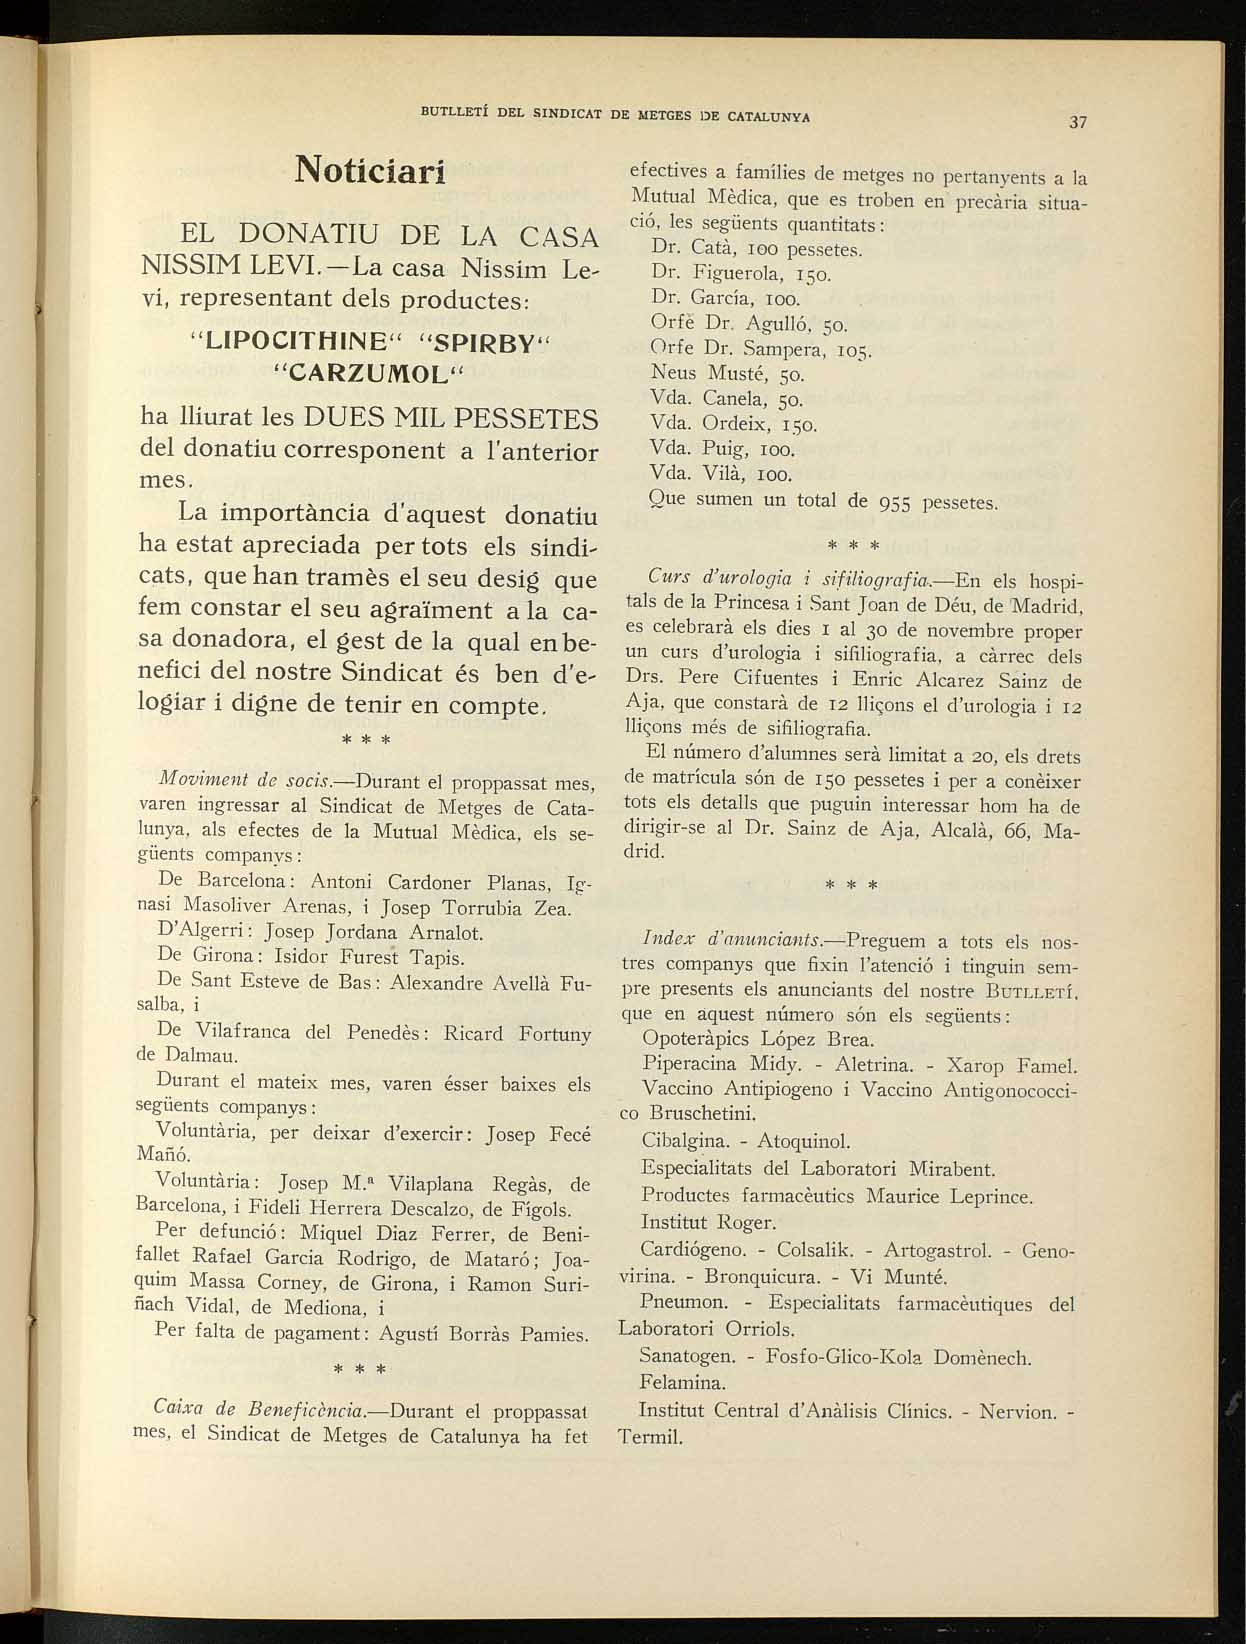 BUTLLETÍ DEL SINDICAT DE METGES DE CATALUNYA
37
Noticiari
EL DONATIU DE LA CASA
NISSIM LEVI.—La casa Nissim Le-
vi, representant dels productes:
“LIPOCITHINE“ “SPIRBY“
“CARZUMOL“
ha lliurat les DUES MIL PESSETES
del donatiu corresponent a l'anterior
mes.
La importància d'aquest donatiu
ha estat apreciada per tots els sindi-
cats, que han tramès el seu desig que
fem constar el seu agraïment a la ca-
sa donadora, el gest de la qual en be-
nefici del nostre Sindicat és ben d'e-
logiar i digne de tenir en compte.
* * *
Moviment de socis.—Durant el proppassat mes,
varen ingressar al Sindicat de Metges de Cata-
lunya, als efectes de la Mutual Mèdica, els se-
güents companys:
De Barcelona: Antoni Cardoner Planas, Ig-
nasi Masoliver Arenas, i Josep Torrubia Zea.
D'Algerri: Josep Jordana Arnalot.
De Girona: Isidor Furest Tapis.
De Sant Esteve de Bas: Alexandre Avellà Fu-
salba, i
De Vilafranca del Penedès: Ricard Fortuny
de Dalmau.
Durant el mateix mes, varen ésser baixes els
següents companys:
Voluntària, per deixar d'exercir: Josep Fecé
Mañó.
Voluntària: Josep M.ª Vilaplana Regàs, de
Barcelona, i Fideli Herrera Descalzo, de Fígols.
Per defunció: Miquel Diaz Ferrer, de Beni-
fallet Rafael Garcia Rodrigo, de Mataró; Joa-
quim Massa Corney, de Girona, i Ramon Suri-
ñach Vidal, de Mediona, i
Per falta de pagament: Agustí Borràs Pamies.
* * *
Caixa de Beneficència.—Durant el proppassat
mes, el Sindicat de Metges de Catalunya ha fet
efectives a famílies de metges no pertanyents a la
Mutual Mèdica, que es troben en precària situa-
ció, les següents quantitats:
Dr. Catà, 100 pessetes.
Dr. Figuerola, 150.
Dr. García, 100.
Orfè Dr. Agulló, 50.
Orfe Dr. Sampera, 105.
Neus Musté, 50.
Vda. Canela, 50.
Vda. Ordeix, 150.
Vda. Puig, 100.
Vda. Vilà, 100.
Que sumen un total de 955 pessetes.
* * *
Curs d'urologia i sifiliografia.—En els hospi-
tals de la Princesa i Sant Joan de Déu, de Madrid,
es celebrarà els dies 1 al 30 de novembre proper
un curs d'urologia i sifiliografia, a càrrec dels
Drs. Pere Cifuentes i Enric Alcarez Sàinz de
Aja, que constarà de 12 lliçons el d'urologia i 12
lliçons més de sifiliografia.
El número d'alumnes serà limitat a 20, els drets
de matrícula són de 150 pessetes i per a conèixer
tots els detalls que puguin interessar hom ha de
dirigir-se al Dr. Sainz de Aja, Alcalà, 66, Ma-
drid.
* * *
Index d'anunciants.—Preguem a tots els nos-
tres companys que fixin l'atenció i tinguin sem-
pre presents els anunciants del nostre BUTLLETÍ,
que en aquest número són els següents:
Opoteràpics López Brea.
Piperacina Midy. - Aletrina. - Xarop Famel.
Vaccino Antipiogeno i Vaccino Antigonococci-
co Bruschetini.
Cibalgina. - Atoquinol.
Especialitats del Laboratori Mirabent.
Productes farmacèutics Maurice Leprince.
Institut Roger.
Cardiógeno. - Colsalik. - Artogastrol. - Geno-
virina. - Bronquicura. - Vi Munté.
Pneumon. - Especialitats farmacèutiques del
Laboratori Orriols.
Sanatogen. - Fosfo-Glico-Kola Domènech.
Felamina.
Institut Central d'Anàlisis Clínics. - Nervion. -
Termil.